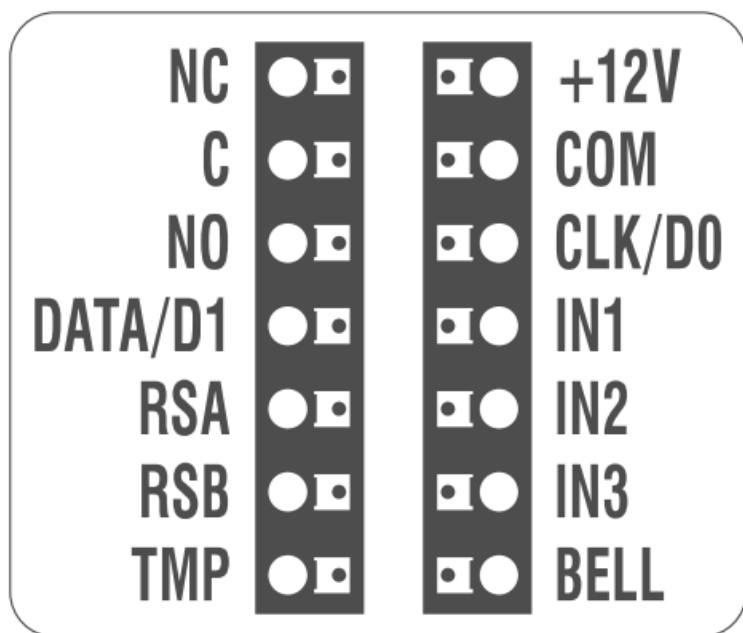 NC +12V
C COM
NO CLK/D0
DATA/D1 IN1
RSA IN2
RSB IN3
TMP BELL